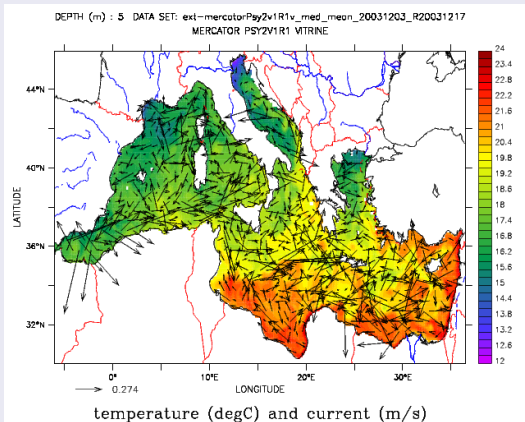 DEPTH (m) : 5 DATA SET: ext-mercatorPsy2v1R1v_med_mean_20031203_R20031217
MERCATOR PSY2V1R1 VITRINE
44°N
40°N
36°N
32°N
LATITUDE
0°
10°E
20°E
30°E
LONGITUDE
0.274
24
23.4
22.8
22.2
21.6
21
20.4
19.8
19.2
18.6
18
17.4
16.8
16.2
15.6
15
14.4
13.8
13.2
12.6
12
temperature (degC) and current (m/s)